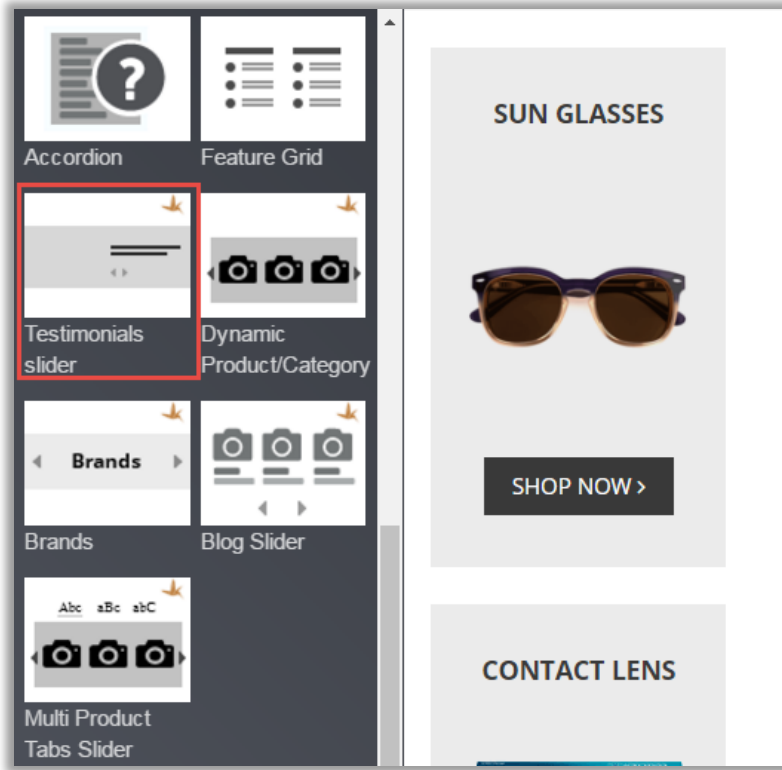 Accordion
Feature Grid
Testimonials
slider
Dynamic
Product/Category
Brands
Brands
Blog Slider
Abc aBc abC
Multi Product
Tabs Slider
SUN GLASSES
SHOP NOW >
CONTACT LENS